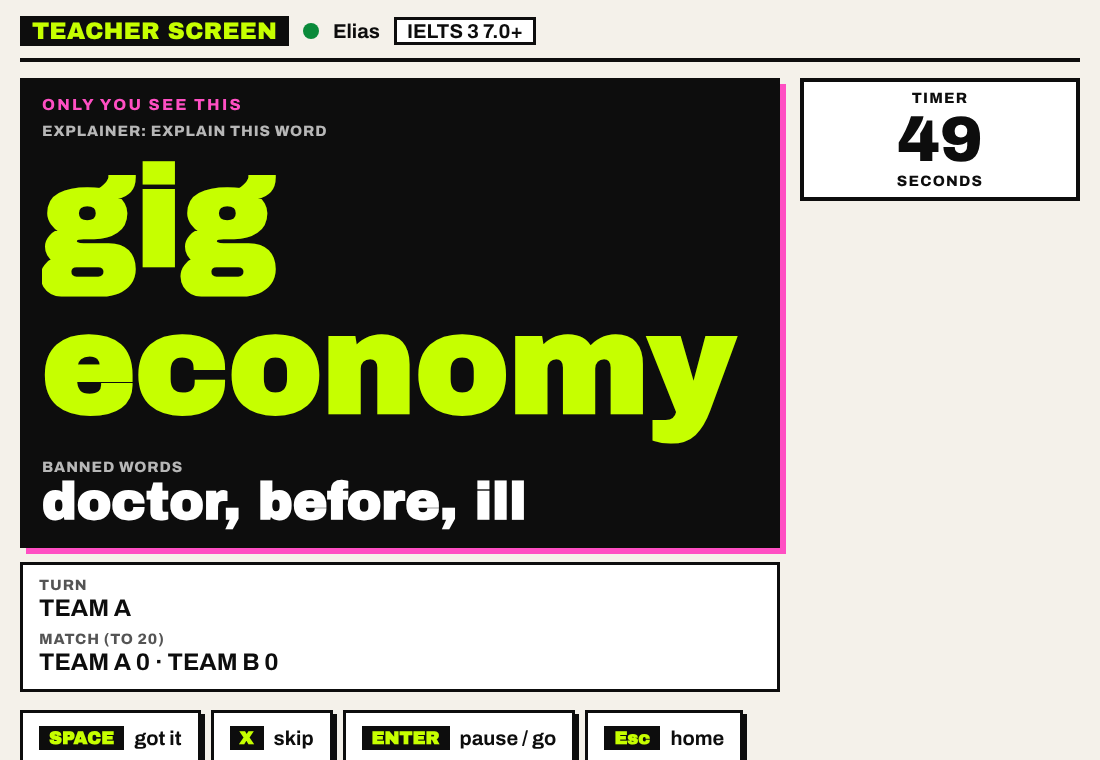 TEACHER SCREEN Elias IELTS 3 7.0+
ONLY YOU SEE THIS
EXPLAINER: EXPLAIN THIS WORD
gig
economy
BANNED WORDS
doctor, before, ill
TIMER
49
SECONDS
TURN
TEAM A
MATCH (TO 20)
TEAM A 0 · TEAM B 0
SPACE got it X skip ENTER pause / go Esc home